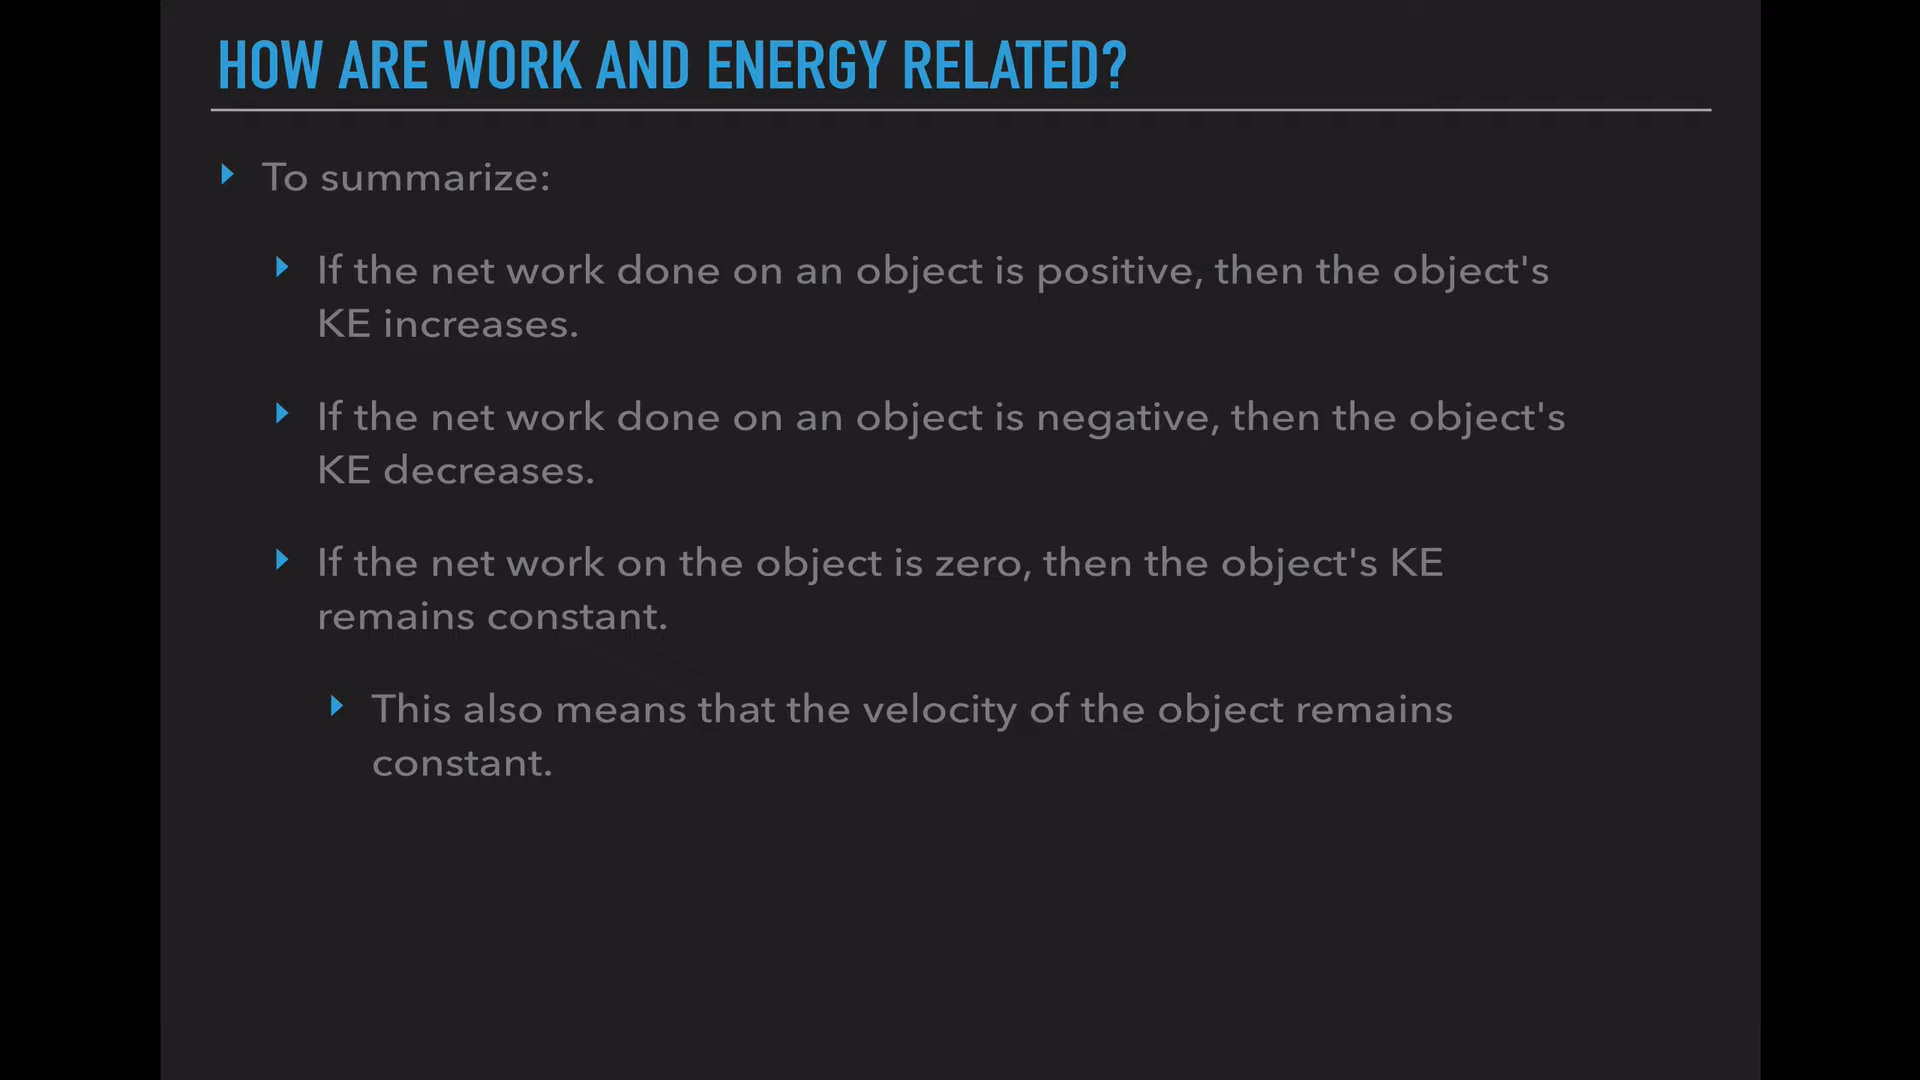 HOW ARE WORK AND ENERGY RELATED?
To summarize:
If the net work done on an object is positive, then the object's
KE increases.
If the net work done on an object is negative, then the object's
KE decreases.
If the net work on the object is zero, then the object's KE
remains constant.
This also means that the velocity of the object remains
constant.